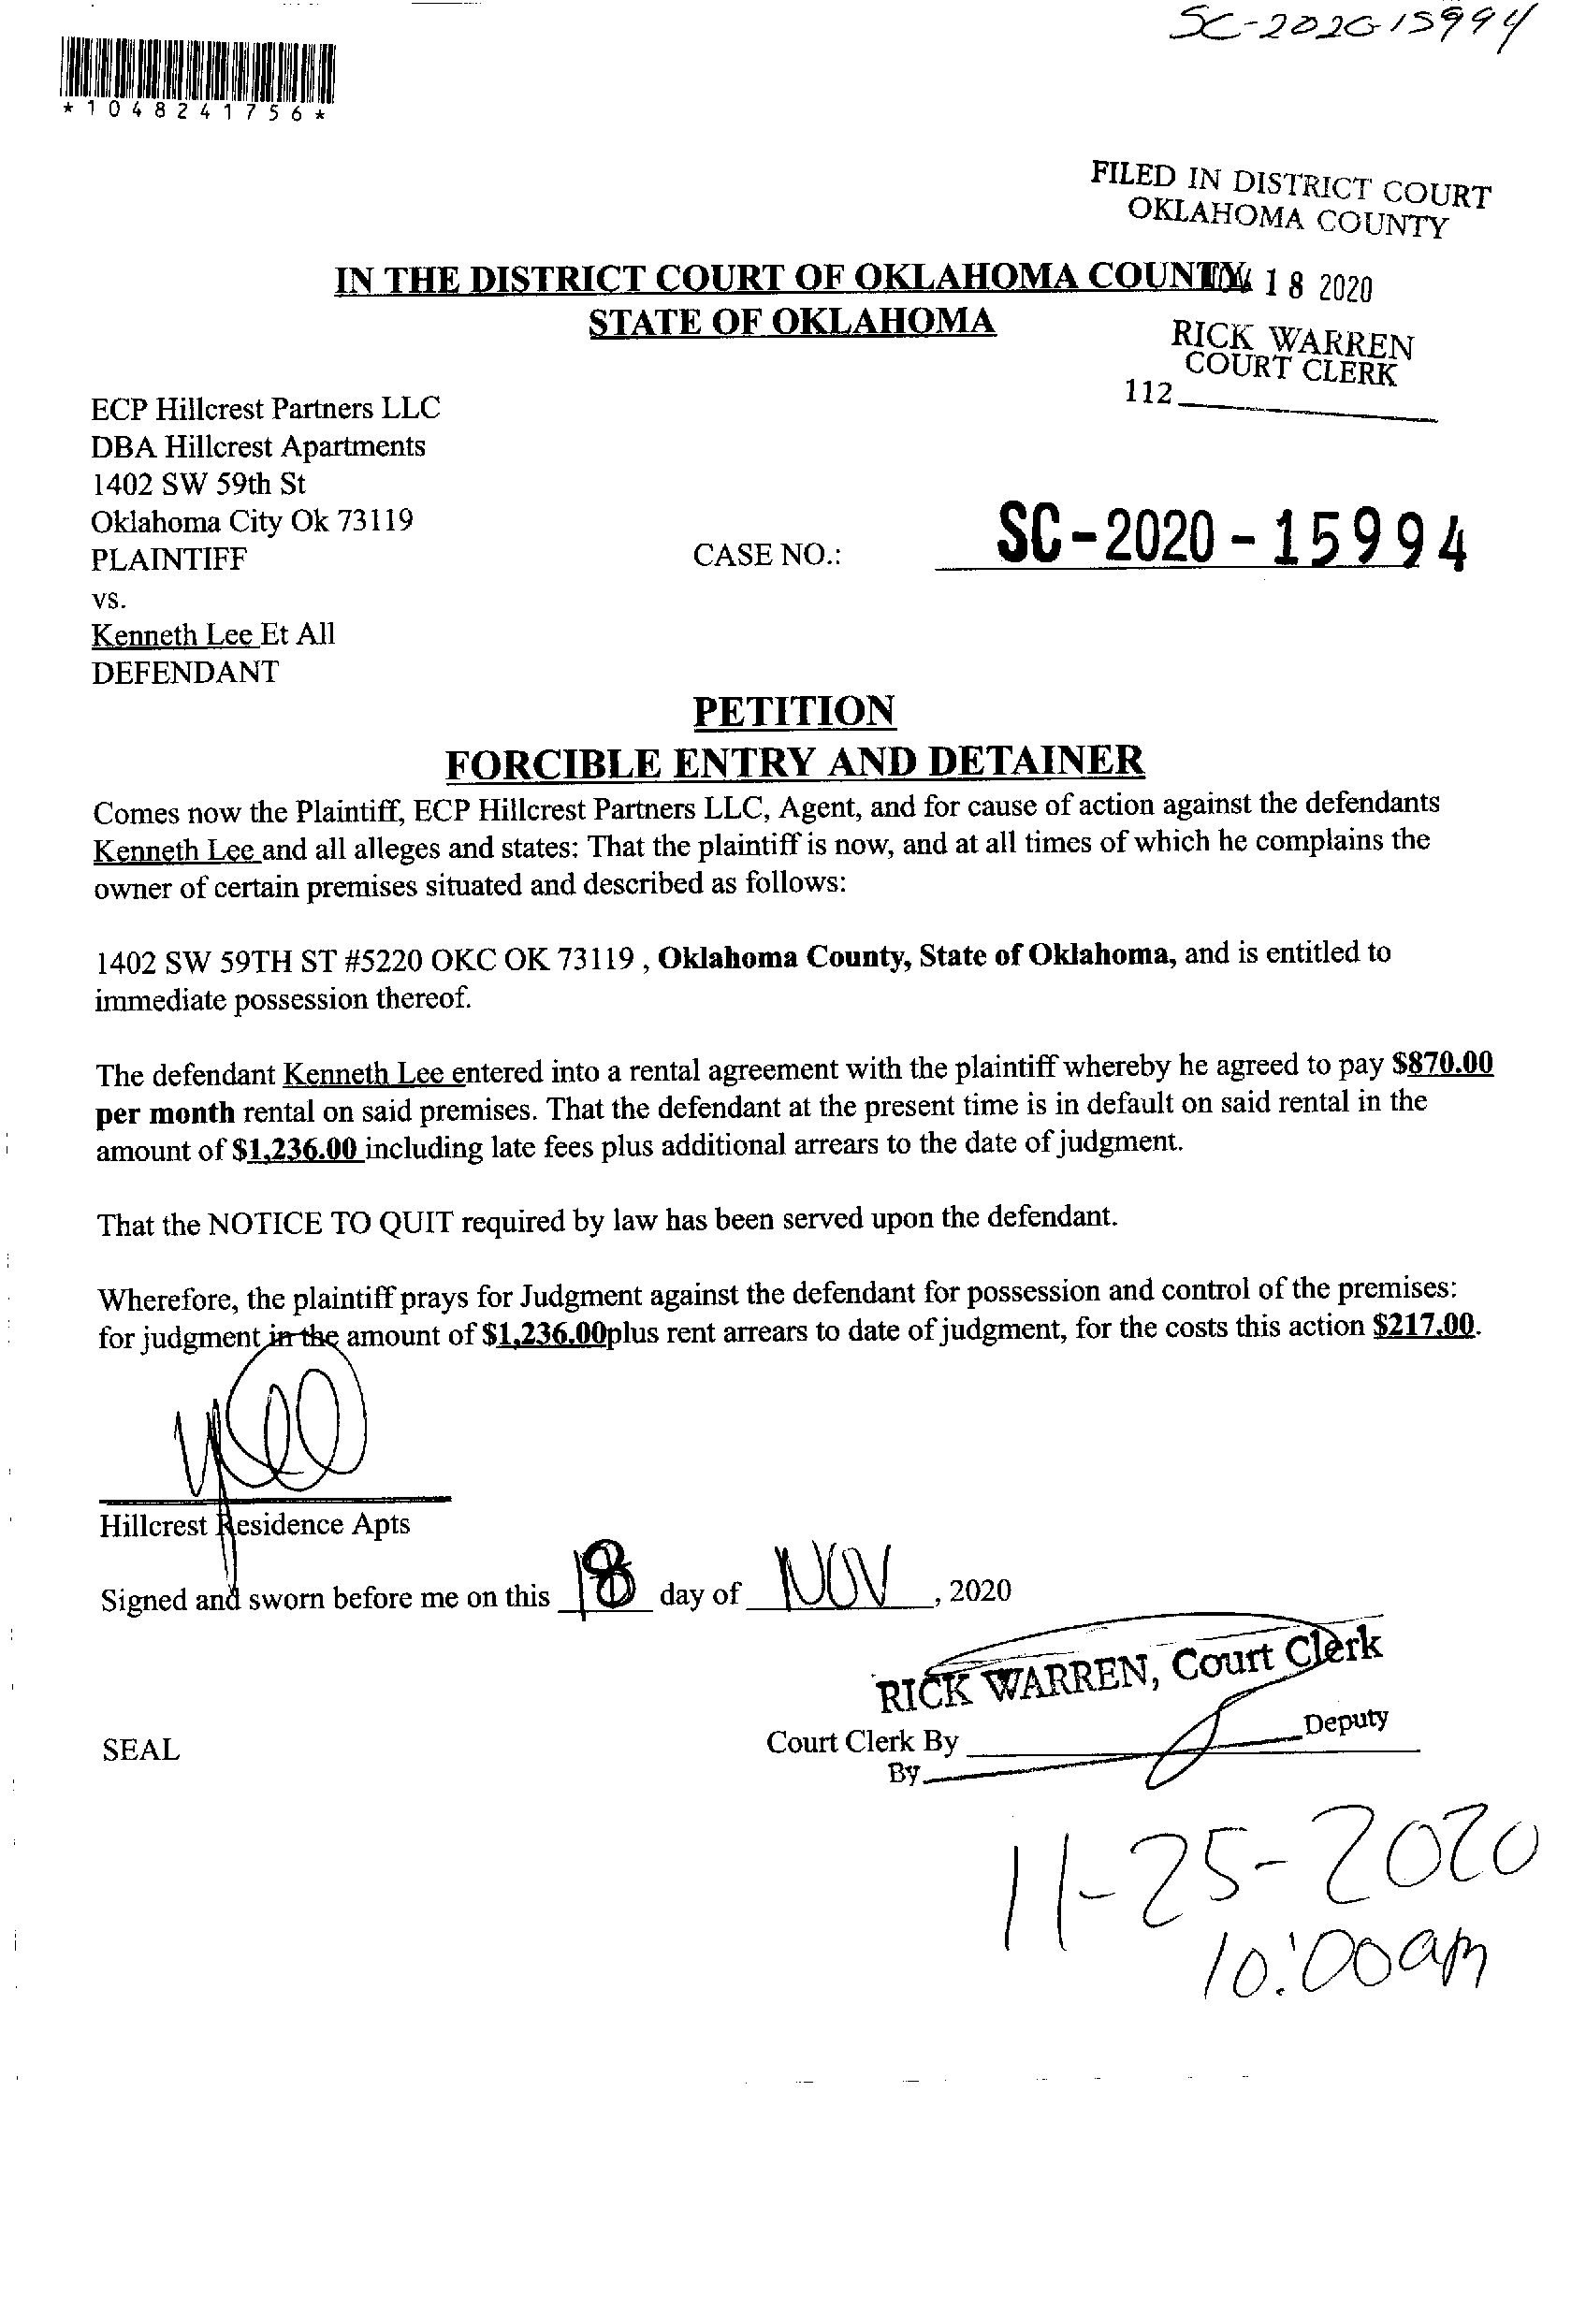 SC-2020-15994
*1048241756*
FILED IN DISTRICT COURT
OKLAHOMA COUNTY
IN THE DISTRICT COURT OF OKLAHOMA COUNTY
18 2020
STATE OF OKLAHOMA
RICK WARREN
COURT CLERK
112
ECP Hillcrest Partners LLC
DBA Hillcrest Apartments
1402 SW 59th St
Oklahoma City Ok 73119
PLAINTIFF
CASE NO.: SC-2020-15994
vs.
Kenneth Lee Et All
DEFENDANT
PETITION
FORCIBLE ENTRY AND DETAINER
Comes now the Plaintiff, ECP Hillcrest Partners LLC, Agent, and for cause of action against the defendants
Kenneth Lee and all alleges and states: That the plaintiff is now, and at all times of which he complains the
owner of certain premises situated and described as follows:
1402 SW 59TH ST #5220 OKC OK 73119 , Oklahoma County, State of Oklahoma, and is entitled to
immediate possession thereof.
The defendant Kenneth Lee entered into a rental agreement with the plaintiff whereby he agreed to pay $870.00
per month rental on said premises. That the defendant at the present time is in default on said rental in the
amount of $1,236.00 including late fees plus additional arrears to the date of judgment.
That the NOTICE TO QUIT required by law has been served upon the defendant.
Wherefore, the plaintiff prays for Judgment against the defendant for possession and control of the premises:
for judgment in the amount of $1,236.00plus rent arrears to date of judgment, for the costs this action $217.00.
Hillcrest Residence Apts
Signed and sworn before me on this 18 day of NOV, 2020
RICK WARREN, Court Clerk
SEAL
Court Clerk By
Deputy
By
11-25-2020
10:00am